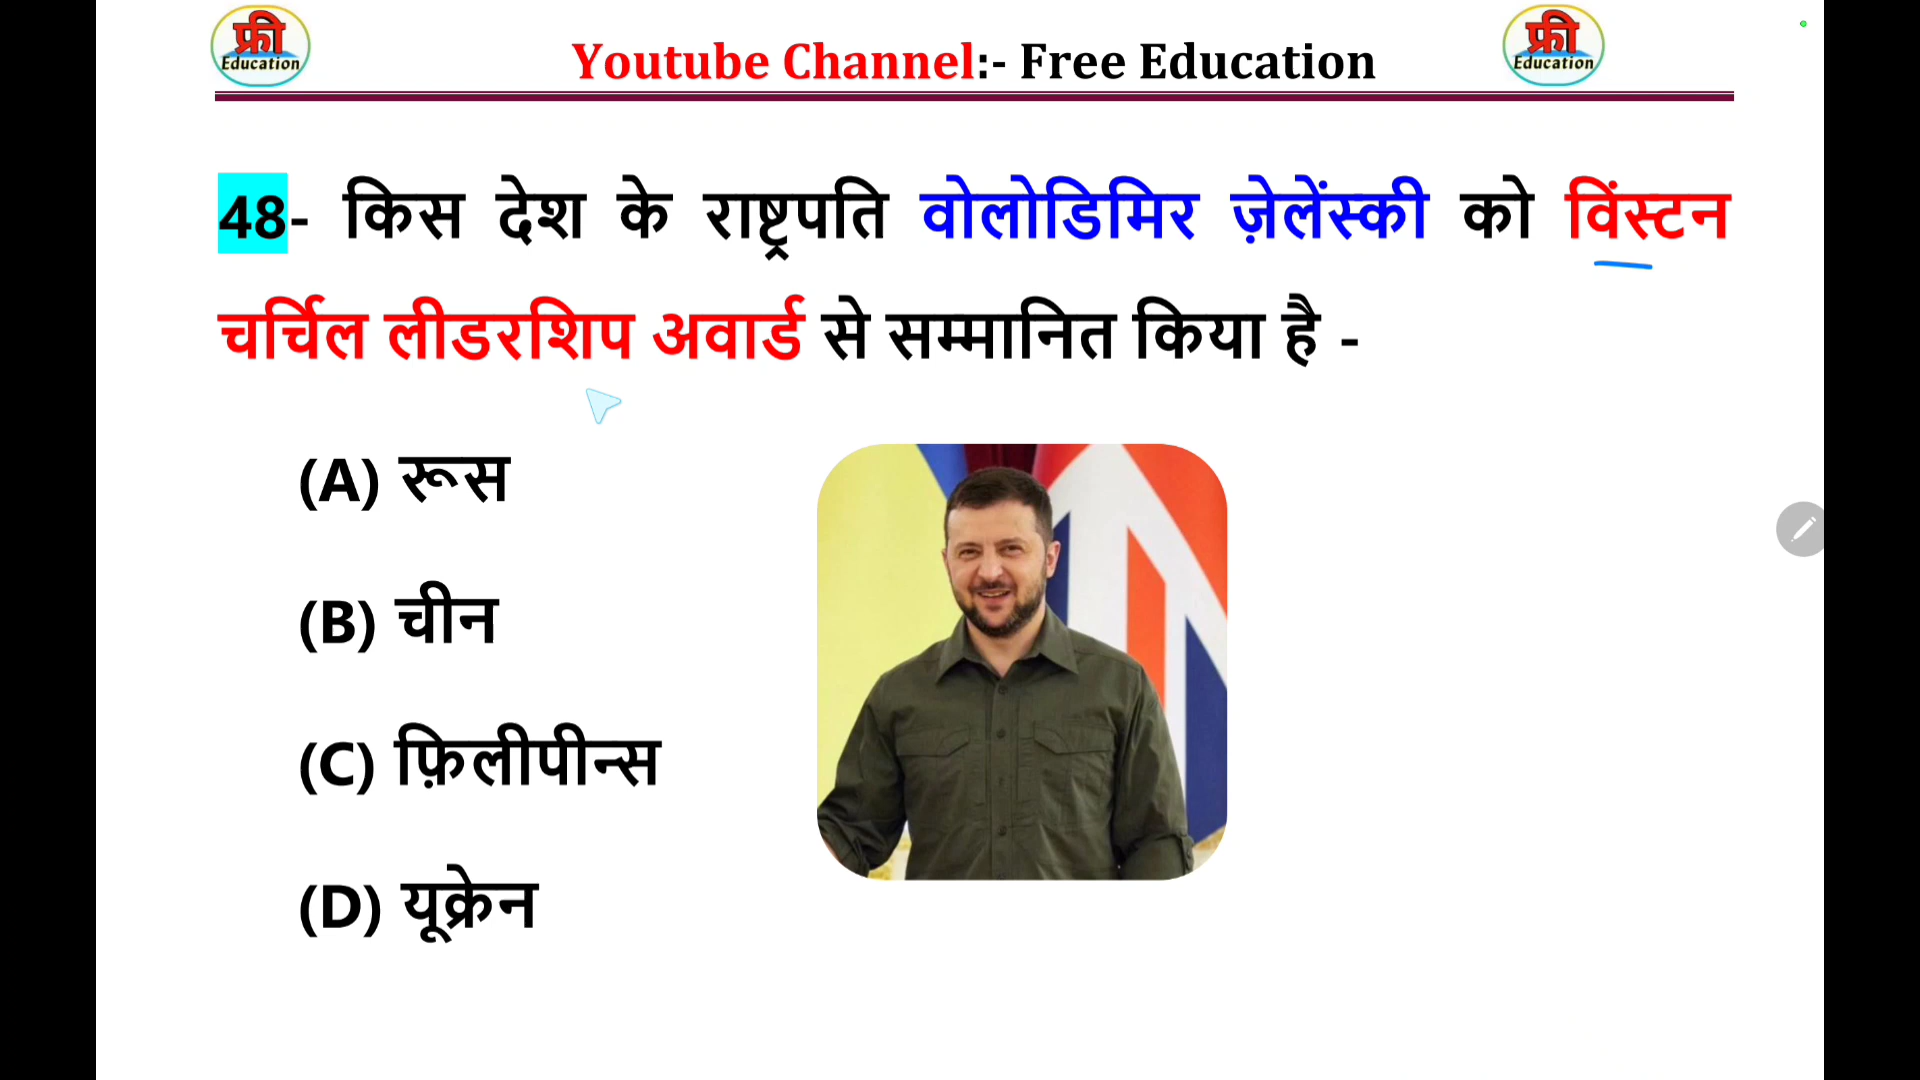 फ्री
Education
Youtube Channel:- Free Education
फ्री
Education
48- किस देश के राष्ट्रपति वोलोडिमिर ज़ेलेंस्की को विंस्टन
चर्चिल लीडरशिप अवार्ड से सम्मानित किया है -
(A) रूस
(B) चीन
(C) फ़िलीपीन्स
(D) यूक्रेन